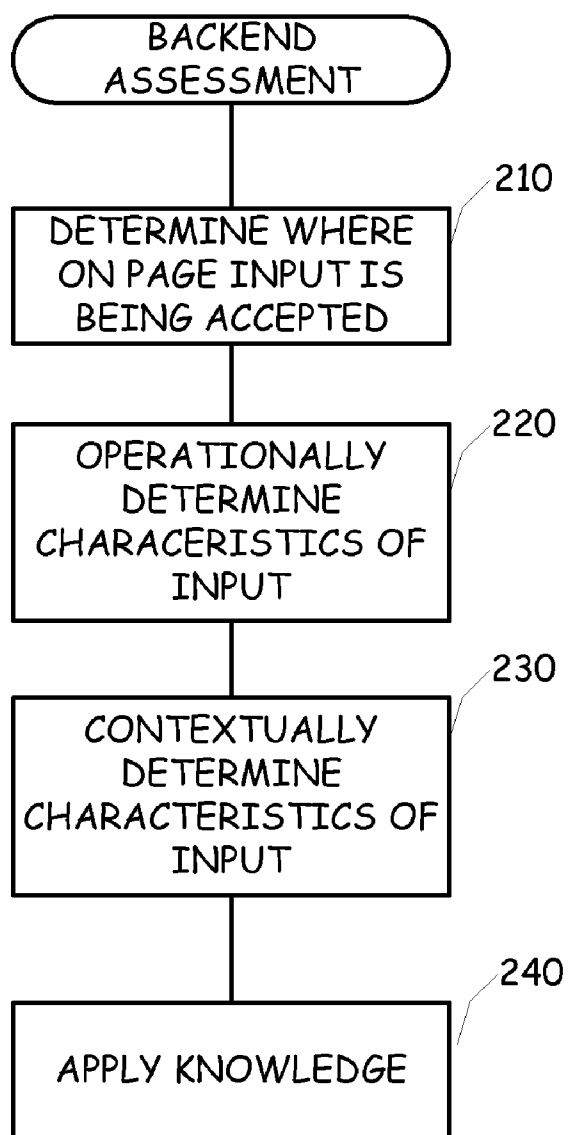 BACKEND
ASSESSMENT
210
DETERMINE WHERE
ON PAGE INPUT IS
BEING ACCEPTED
220
OPERATIONALLY
DETERMINE
CHARACERISTICS OF
INPUT
230
CONTEXTUALLY
DETERMINE
CHARACTERISTICS OF
INPUT
240
APPLY KNOWLEDGE